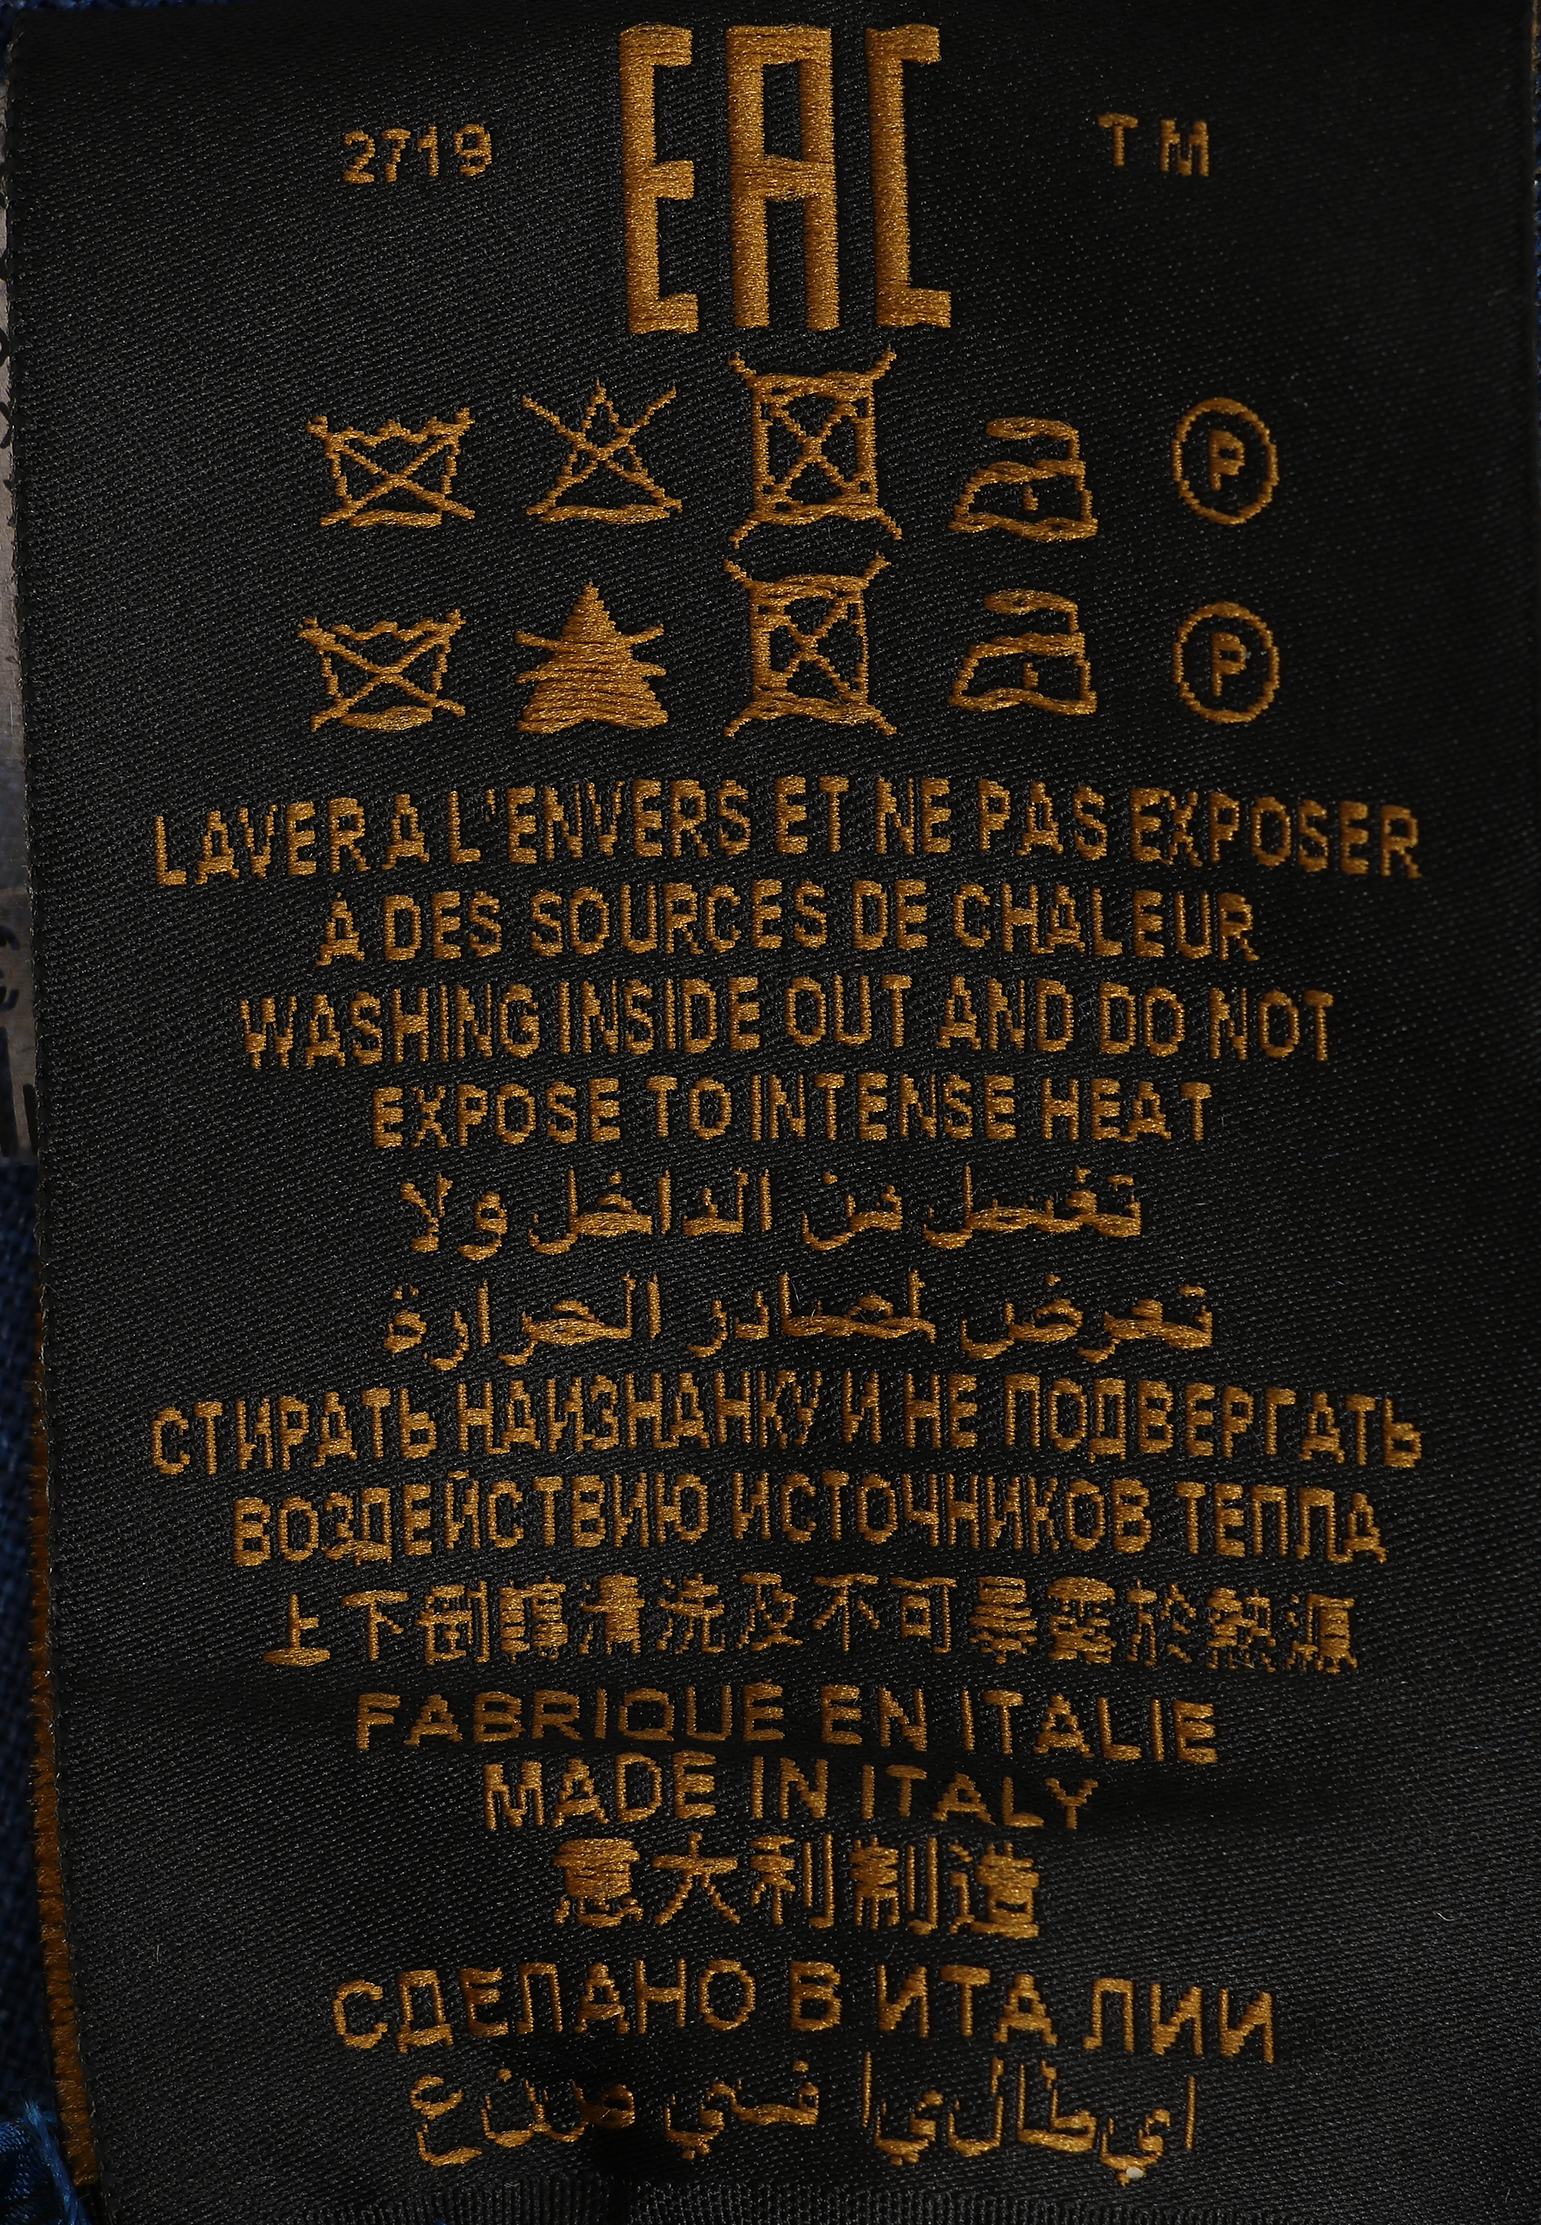 2719 EAC TM
P
P
LAVER A L'ENVERS ET NE PAS EXPOSER
A DES SOURCES DE CHALEUR
WASHING INSIDE OUT AND DO NOT
EXPOSE TO INTENSE HEAT
تغسل من الداخل ولا
تعرض لمصادر الحرارة
СТИРАТЬ НАИЗНАНКУ И НЕ ПОДВЕРГАТЬ
ВОЗДЕЙСТВИЮ ИСТОЧНИКОВ ТЕПЛА
上下倒轉清洗及不可暴露於熱源
FABRIQUE EN ITALIE
MADE IN ITALY
意大利制造
СДЕЛАНО В ИТАЛИИ
ع ن ص في ا ي ل ا ط ي ا